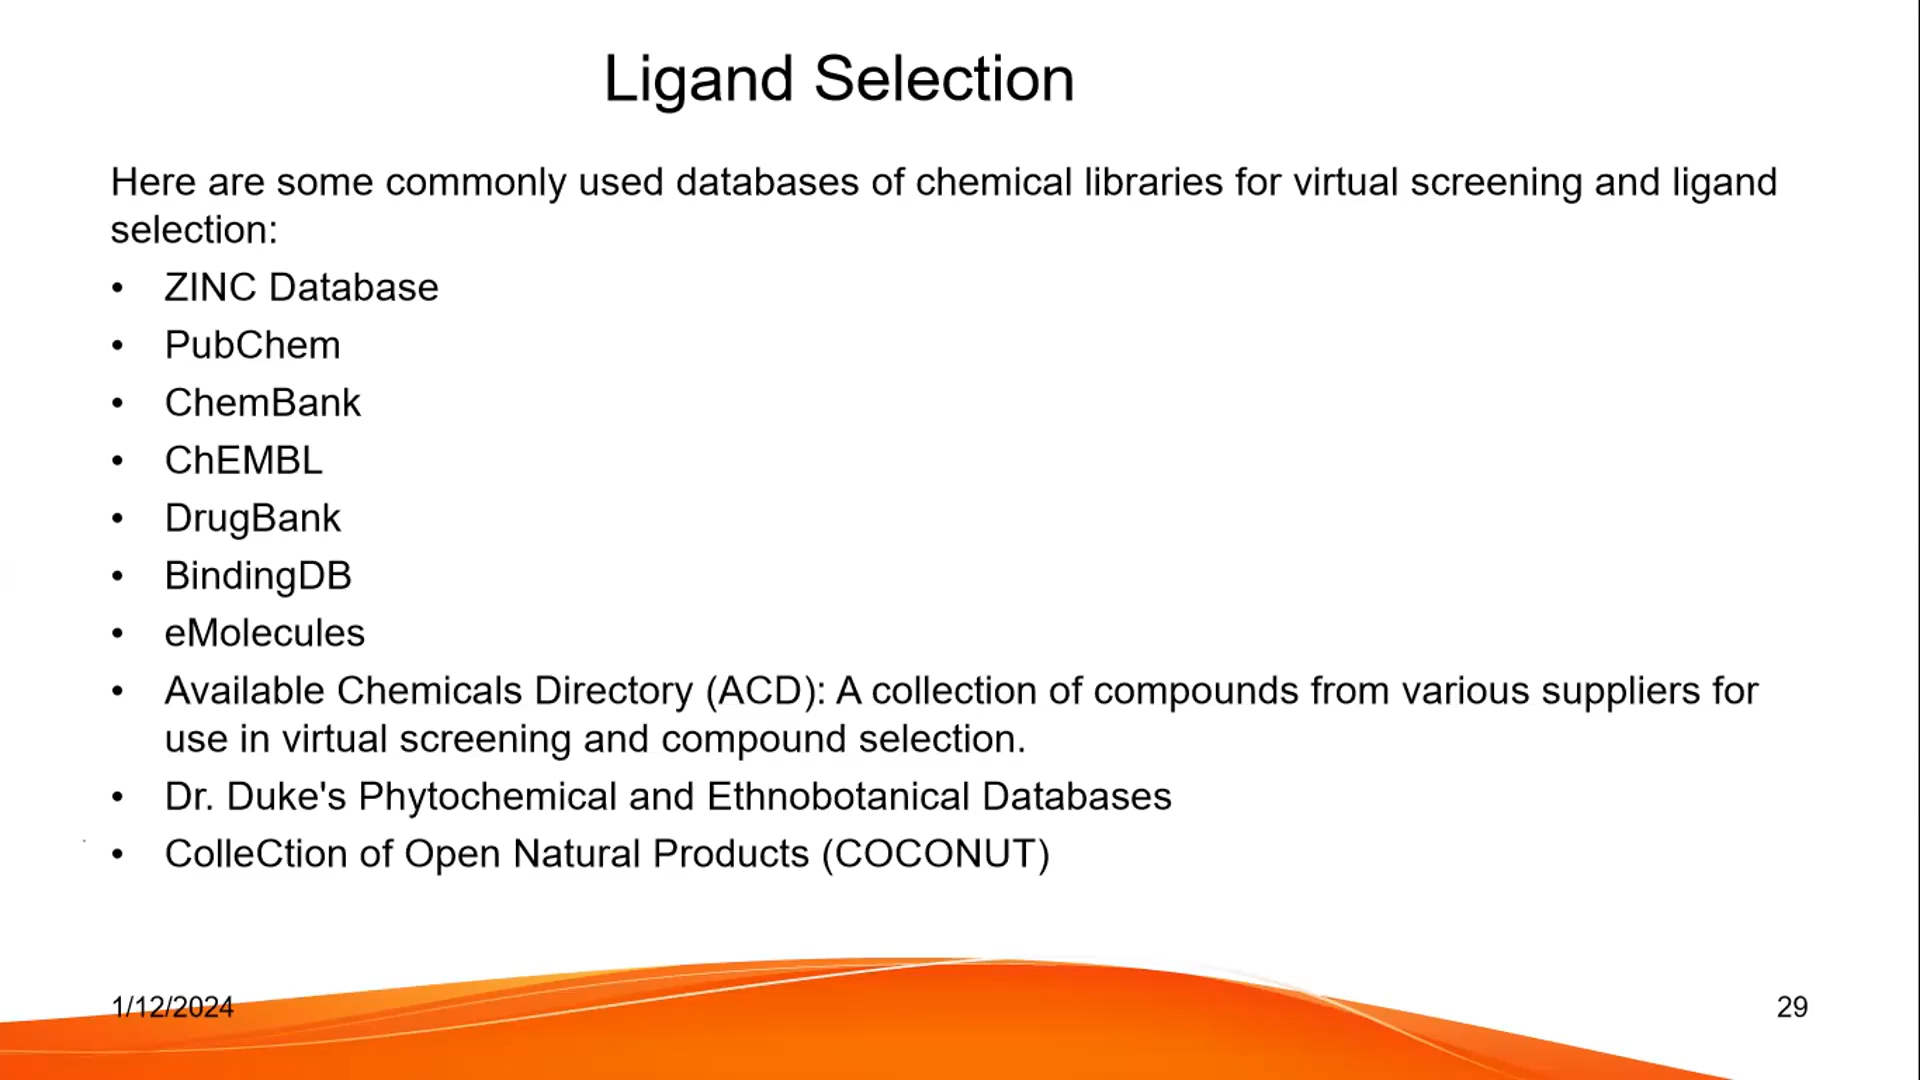 Ligand Selection
Here are some commonly used databases of chemical libraries for virtual screening and ligand
selection:
• ZINC Database
• PubChem
• ChemBank
• ChEMBL
• DrugBank
• BindingDB
• eMolecules
• Available Chemicals Directory (ACD): A collection of compounds from various suppliers for
use in virtual screening and compound selection.
• Dr. Duke's Phytochemical and Ethnobotanical Databases
• ColleCtion of Open Natural Products (COCONUT)
1/12/2024
29